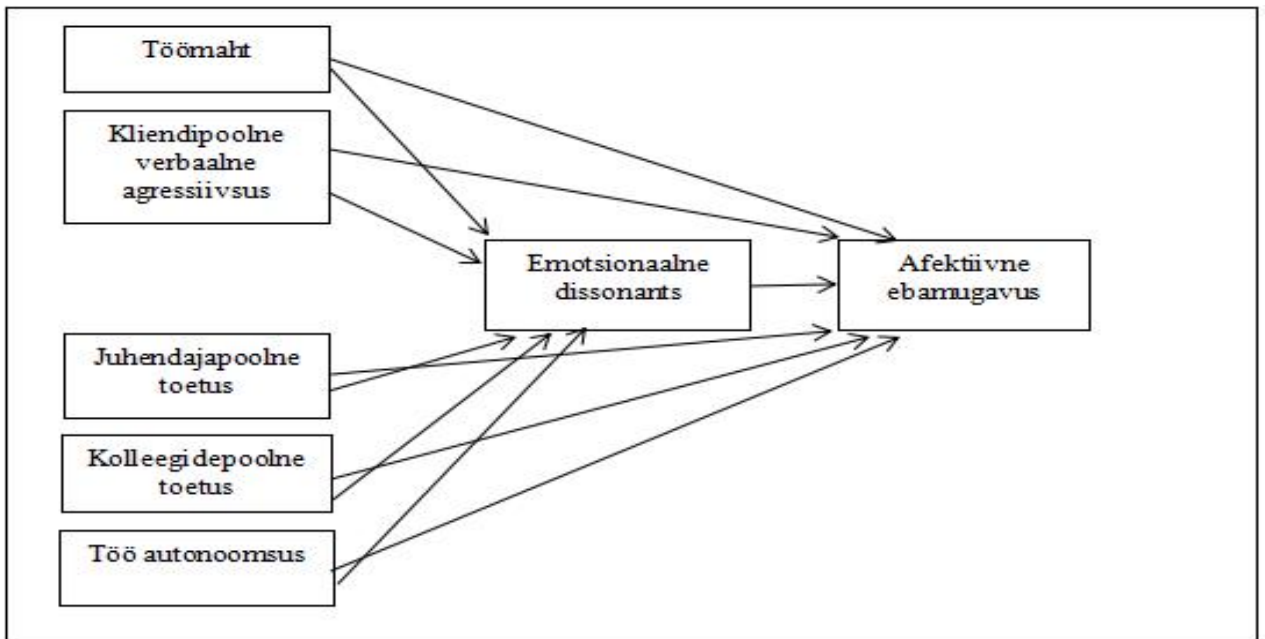 Töömaht
Kliendipoolne
verbaalne
agressiivsus
Emotsionaalne
dissonants
Afektiivne
ebamugavus
Juhendajapoolne
toetus
Kolleegidepoolne
toetus
Töö autonoomsus